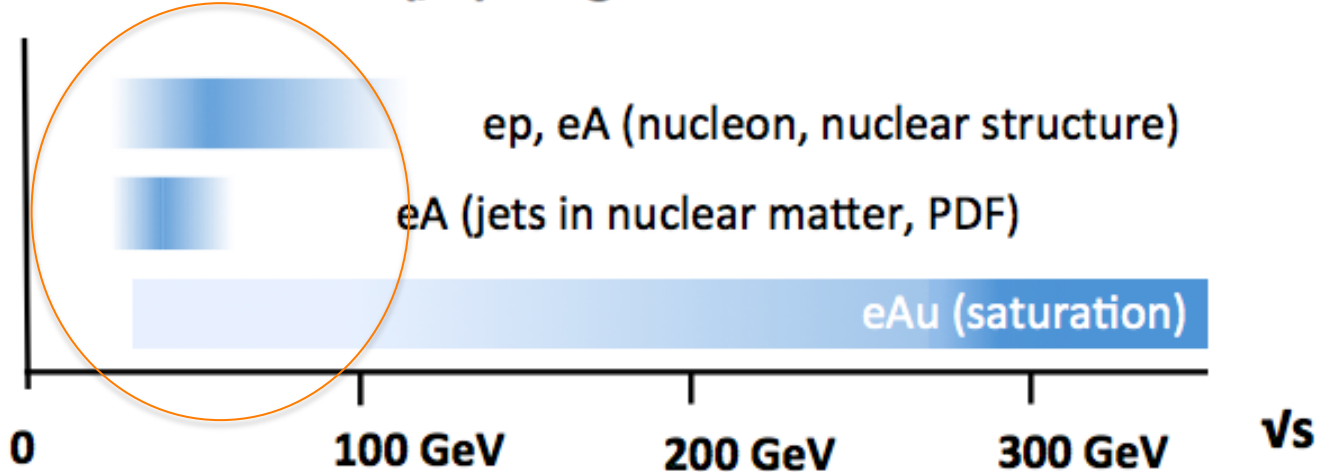 ep, eA (nucleon, nuclear structure)
eA (jets in nuclear matter, PDF)
eAu (saturation)
0 100 GeV 200 GeV 300 GeV √s